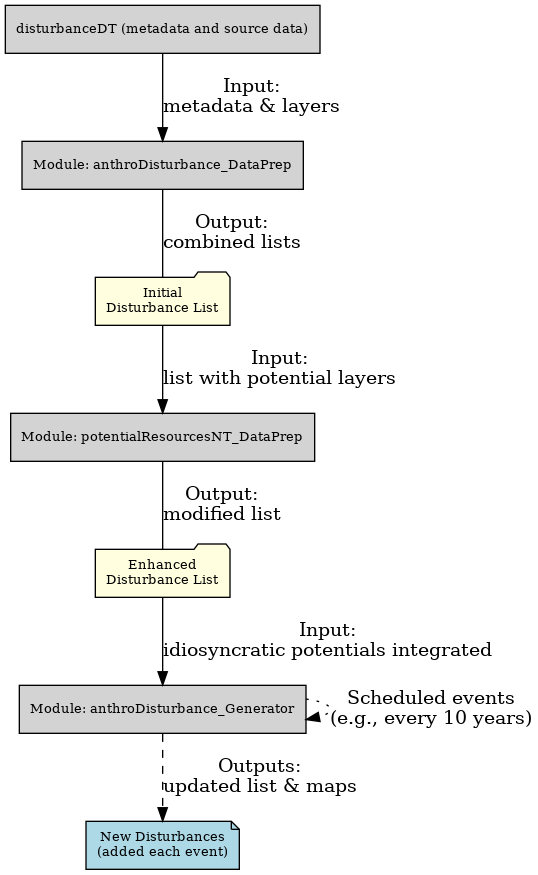 disturbanceDT (metadata and source data)
Input:
metadata & layers
Module: anthroDisturbance_DataPrep
Output:
combined lists
Initial
Disturbance List
Input:
list with potential layers
Module: potentialResourcesNT_DataPrep
Output:
modified list
Enhanced
Disturbance List
Input:
idiosyncratic potentials integrated
Module: anthroDisturbance_Generator
Scheduled events
(e.g., every 10 years)
Outputs:
updated list & maps
New Disturbances
(added each event)